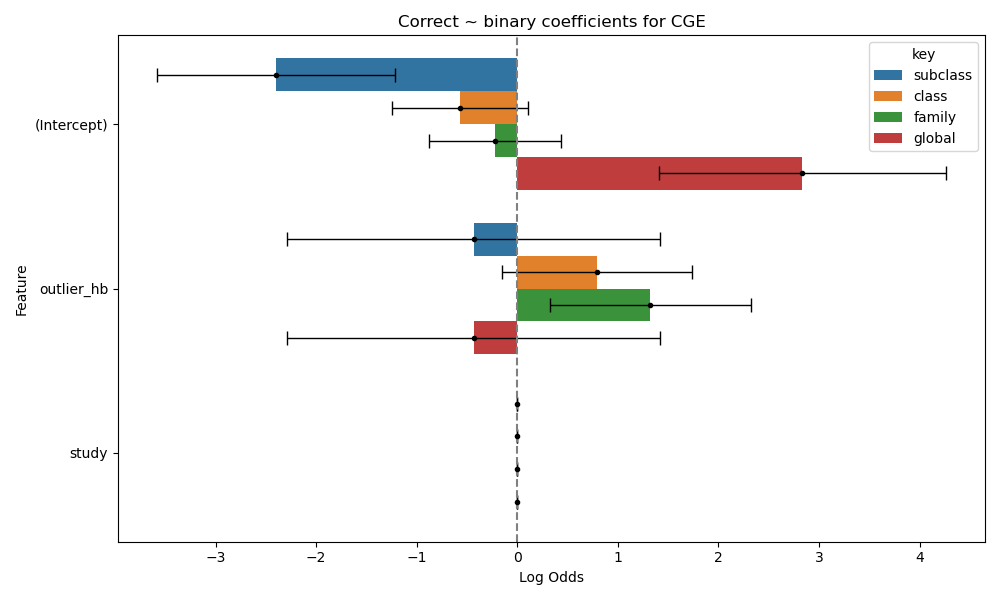 Correct ~ binary coefficients for CGE
key
subclass
class
family
global
(Intercept)
outlier_hb
study
Feature
−3 −2 −1 0 1 2 3 4
Log Odds